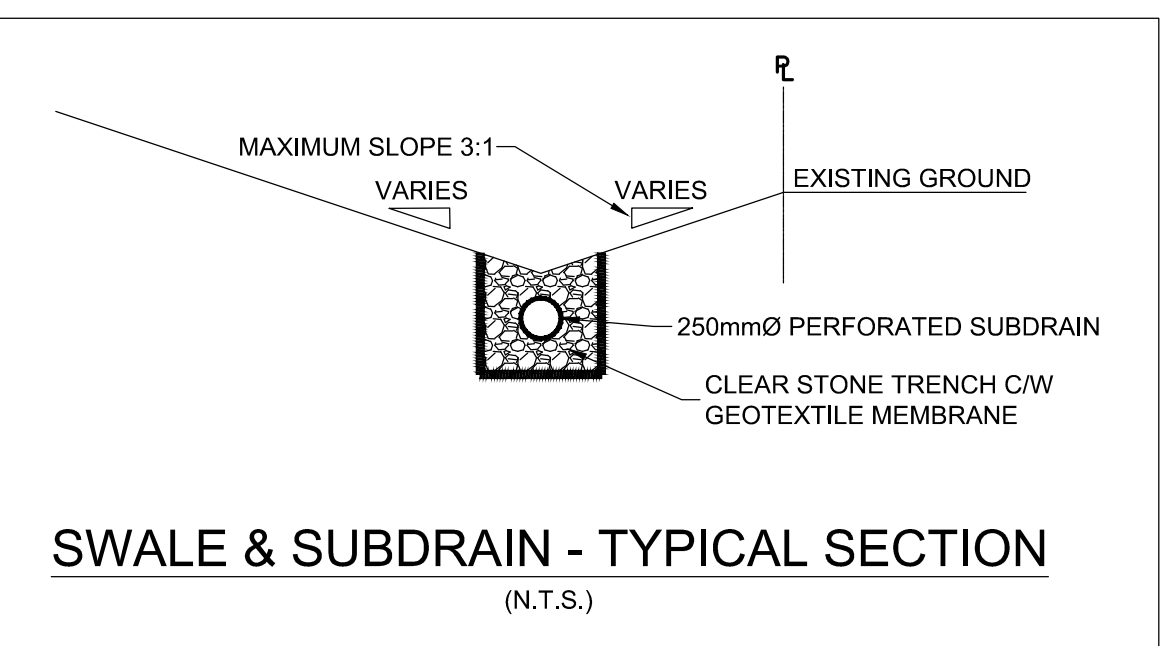 PL
MAXIMUM SLOPE 3:1
VARIES VARIES
EXISTING GROUND
250mmØ PERFORATED SUBDRAIN
CLEAR STONE TRENCH C/W
GEOTEXTILE MEMBRANE
SWALE & SUBDRAIN - TYPICAL SECTION
(N.T.S.)